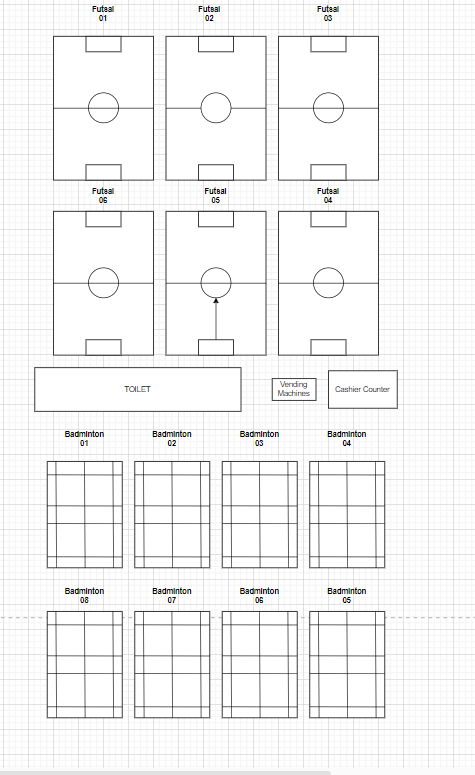 Futsal
01
Futsal
02
Futsal
03
Futsal
06
Futsal
05
Futsal
04
TOILET
Vending
Machines
Cashier Counter
Badminton
01
Badminton
02
Badminton
03
Badminton
04
Badminton
08
Badminton
07
Badminton
06
Badminton
05